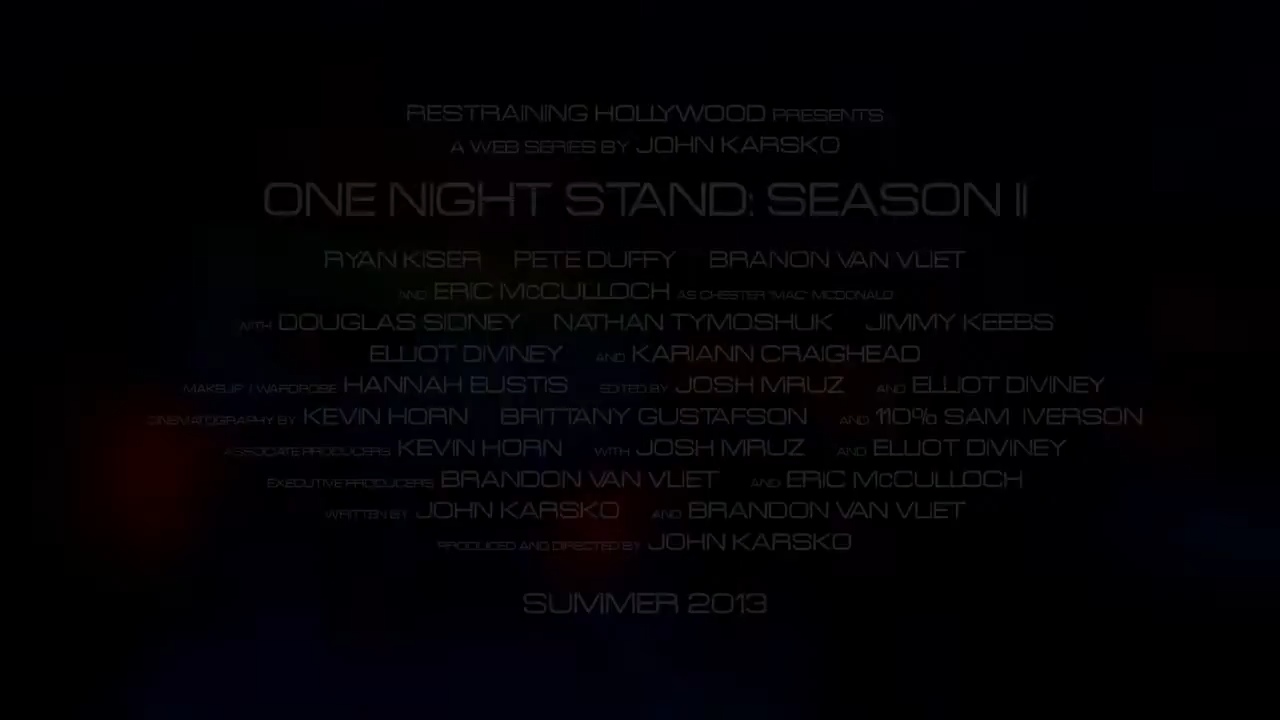 RESTRAINING HOLLYWOOD PRESENTS
A WEB SERIES BY JOHN KARSKO
ONE NIGHT STAND: SEASON II
RYAN KISER PETE DUFFY BRANON VAN VLIET
AND ERIC McCULLOCH AS CHESTER "MAC" MCDONALD
WITH DOUGLAS SIDNEY NATHAN TYMOSHUK JIMMY KEEBS
ELLIOT DIVINEY AND KARIANN CRAIGHEAD
MAKEUP / WARDROBE HANNAH EUSTIS EDITED BY JOSH MRUZ AND ELLIOT DIVINEY
CINEMATOGRAPHY BY KEVIN HORN BRITTANY GUSTAFSON AND 110% SAM IVERSON
ASSOCIATE PRODUCERS KEVIN HORN WITH JOSH MRUZ AND ELLIOT DIVINEY
EXECUTIVE PRODUCERS BRANDON VAN VLIET AND ERIC McCULLOCH
WRITTEN BY JOHN KARSKO AND BRANDON VAN VLIET
PRODUCED AND DIRECTED BY JOHN KARSKO
SUMMER 2013